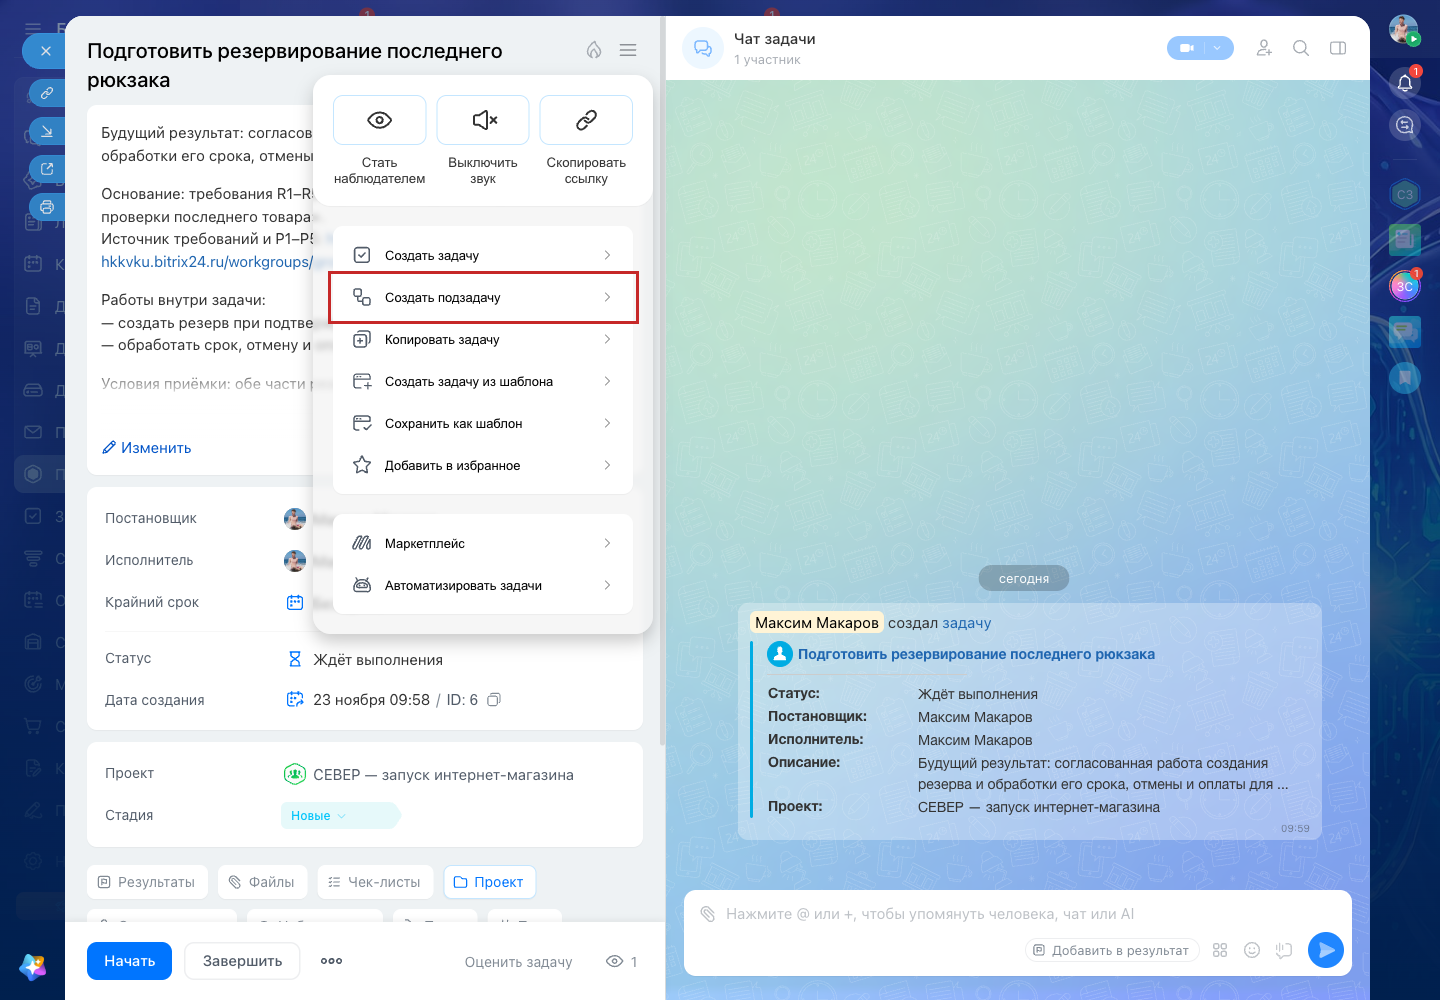 Подготовить резервирование последнего
рюкзака
Будущий результат: согласов
обработки его срока, отмены
Основание: требования R1–R
проверки последнего товара
Источник требований и P1–P5
hkkvku.bitrix24.ru/workgroups/
Работы внутри задачи:
— создать резерв при подтве
— обработать срок, отмену и
Условия приёмки: обе части
Изменить
Стать
наблюдателем
Выключить
звук
Скопировать
ссылку
Создать задачу
Создать подзадачу
Копировать задачу
Создать задачу из шаблона
Сохранить как шаблон
Добавить в избранное
Маркетплейс
Автоматизировать задачи
Постановщик
Исполнитель
Крайний срок
Статус
Ждёт выполнения
Дата создания
23 ноября 09:58 / ID: 6
Проект
СЕВЕР — запуск интернет-магазина
Стадия
Новые
Результаты
Файлы
Чек-листы
Проект
Начать
Завершить
Оценить задачу
1
Чат задачи
1 участник
сегодня
Максим Макаров создал задачу
Подготовить резервирование последнего рюкзака
Статус: Ждёт выполнения
Постановщик: Максим Макаров
Исполнитель: Максим Макаров
Описание: Будущий результат: согласованная работа создания
резерва и обработки его срока, отмены и оплаты для ...
Проект: СЕВЕР — запуск интернет-магазина
09:59
Нажмите @ или +, чтобы упомянуть человека, чат или AI
Добавить в результат
1
1
1
СЗ
1
ЗС